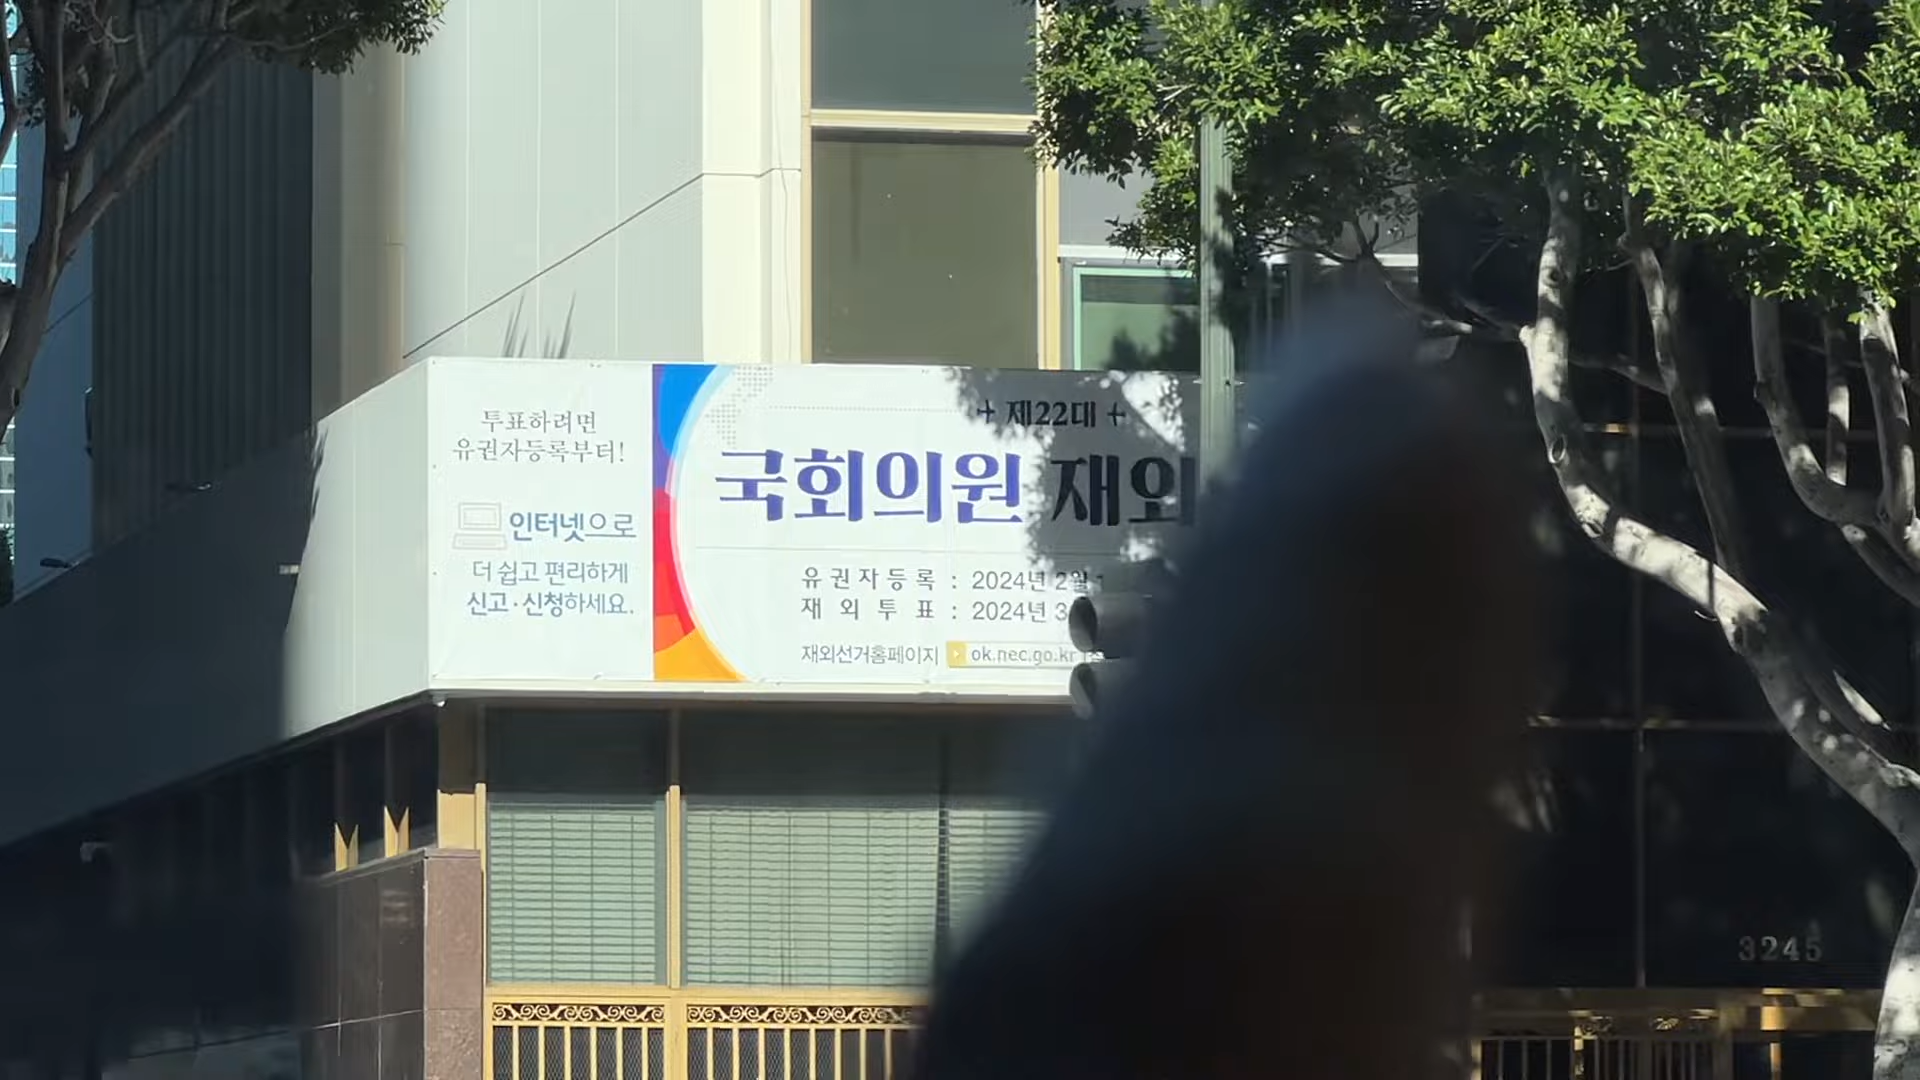 투표하려면
유권자등록부터!
인터넷으로
더 쉽고 편리하게
신고·신청하세요.
제22대
국회의원 재외
유권자등록 : 2024년 2월
재외투표 : 2024년 3
재외선거홈페이지 ok.nec.go.kr
3245